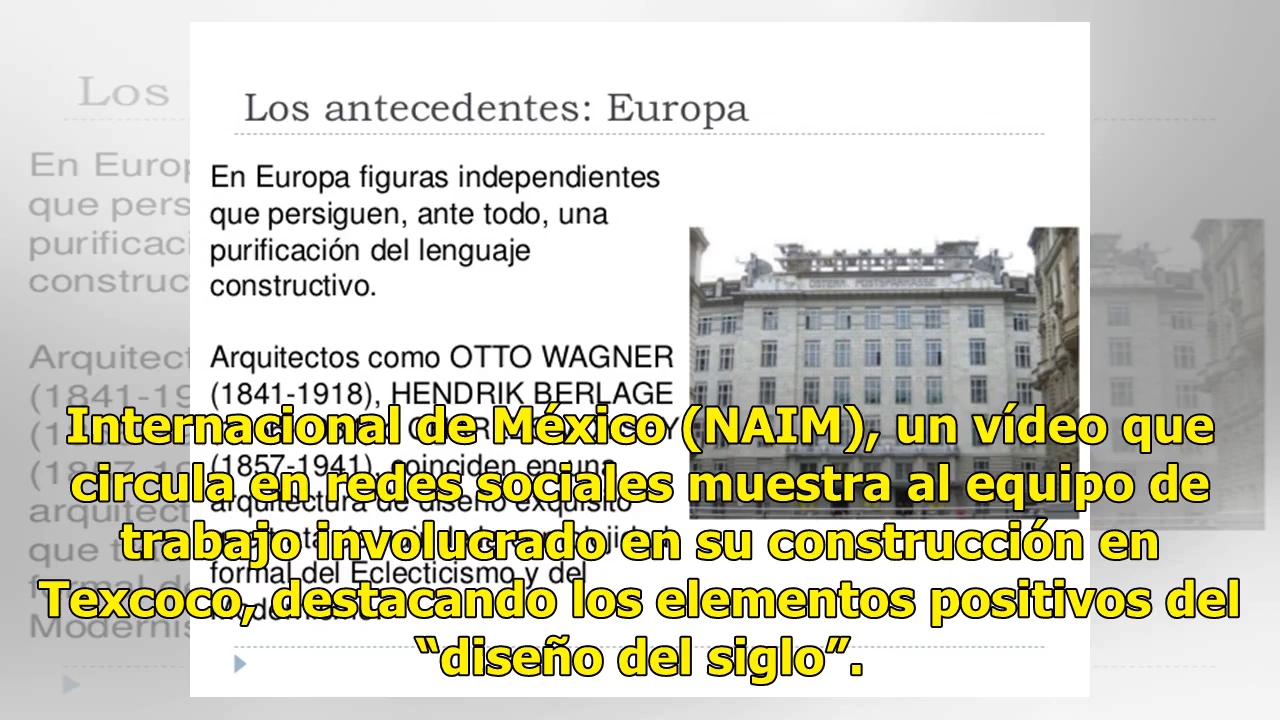 Los antecedentes: Europa
En Europa figuras independientes
que persiguen, ante todo, una
purificación del lenguaje
constructivo.
Arquitectos como OTTO WAGNER
(1841-1918), HENDRIK BERLAGE
(1857-1941), coinciden en una
arquitectura de diseño exquisito
formal del Eclecticismo y del
Internacional de México (NAIM), un vídeo que
circula en redes sociales muestra al equipo de
trabajo involucrado en su construcción en
Texcoco, destacando los elementos positivos del
“diseño del siglo”.